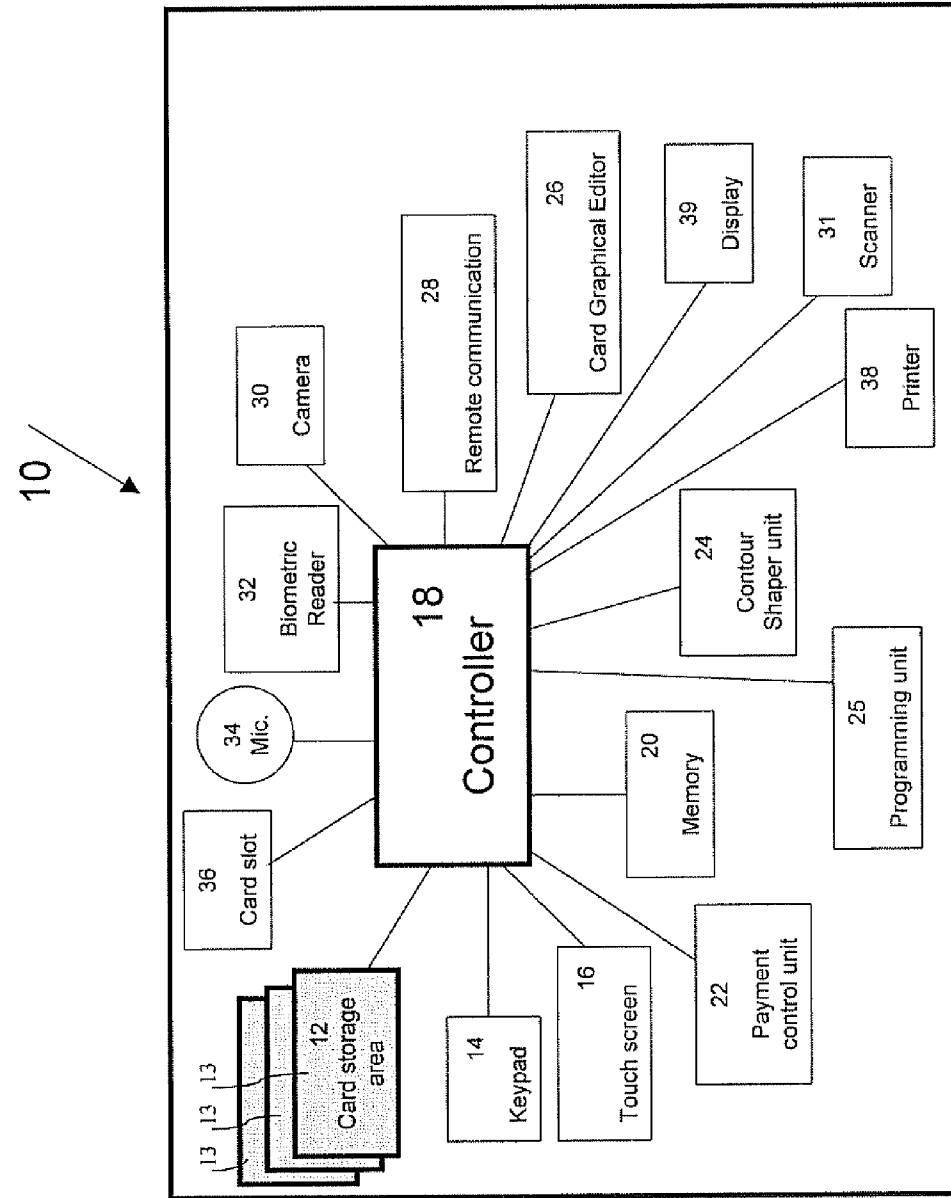 10
13
13
13
12
Card storage
area
36
Card slot
34
Mic.
32
Biometric
Reader
30
Camera
28
Remote communication
26
Card Graphical Editor
39
Display
31
Scanner
38
Printer
24
Contour
Shaper unit
25
Programming unit
20
Memory
22
Payment
control unit
16
Touch screen
14
Keypad
18
Controller